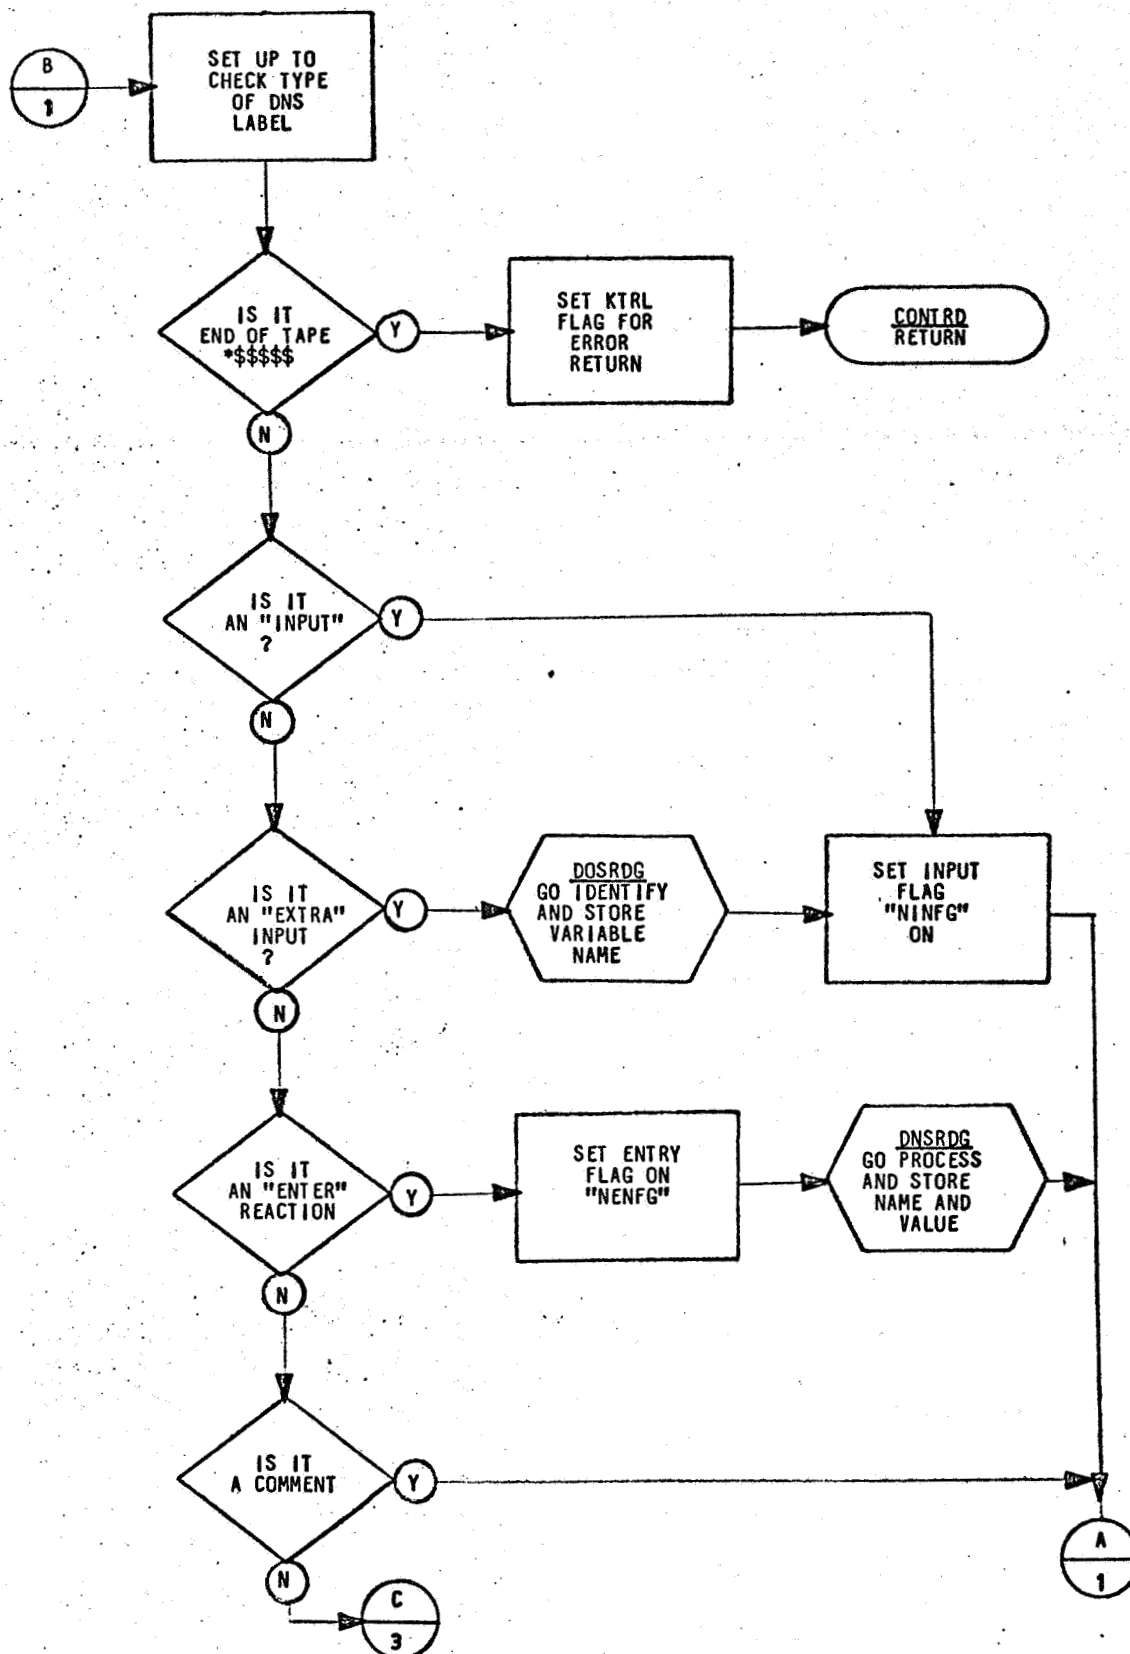 B
1
SET UP TO
CHECK TYPE
OF DNS
LABEL
IS IT
END OF TAPE
*$$$$$
Y
SET KTRL
FLAG FOR
ERROR
RETURN
CONTRD
RETURN
N
IS IT
AN "INPUT"
?
Y
N
IS IT
AN "EXTRA"
INPUT
?
Y
DOSRDG
GO IDENTIFY
AND STORE
VARIABLE
NAME
SET INPUT
FLAG
"NINFG"
ON
N
IS IT
AN "ENTER"
REACTION
Y
SET ENTRY
FLAG ON
"NENFG"
DNSRDG
GO PROCESS
AND STORE
NAME AND
VALUE
N
IS IT
A COMMENT
Y
A
1
N
C
3